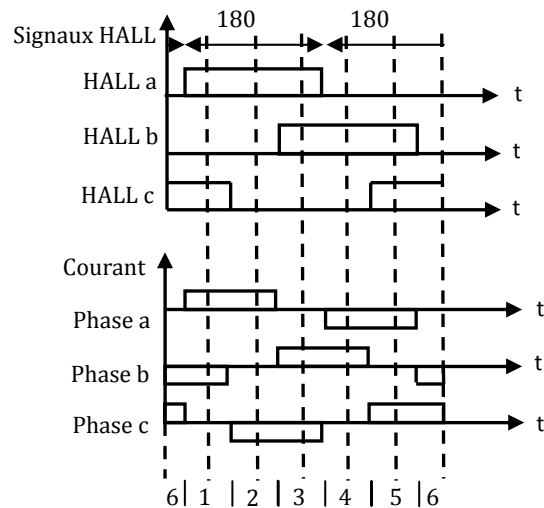 180 180
Signaux HALL
HALL a t
HALL b t
HALL c t
Courant
Phase a t
Phase b t
Phase c t
6 | 1 | 2 | 3 | 4 | 5 | 6